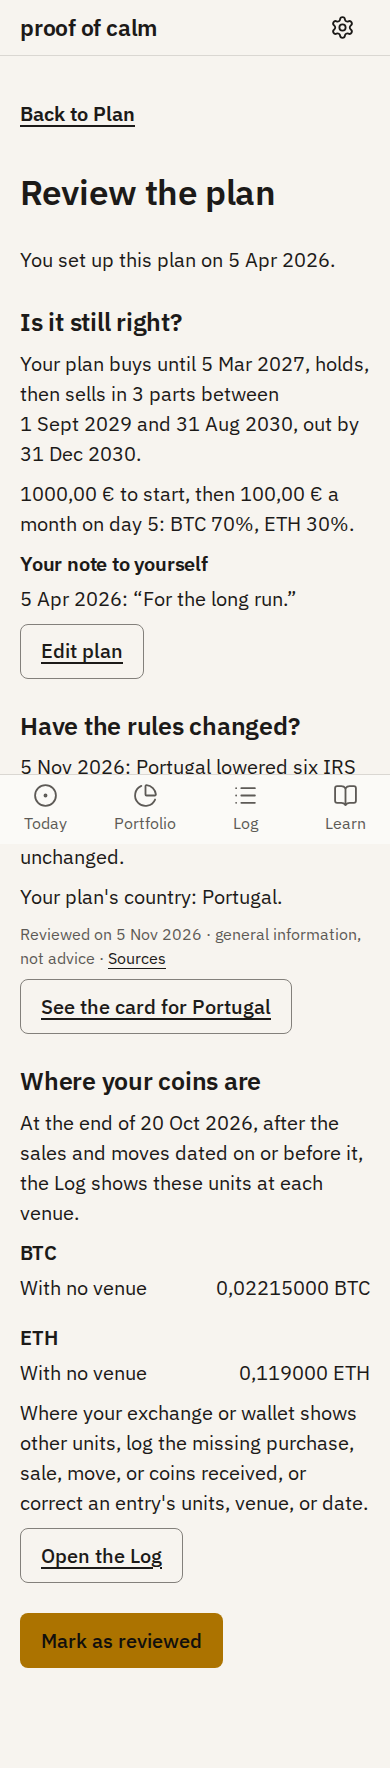 proof of calm
Back to Plan
Review the plan
You set up this plan on 5 Apr 2026.
Is it still right?
Your plan buys until 5 Mar 2027, holds,
then sells in 3 parts between
1 Sept 2029 and 31 Aug 2030, out by
31 Dec 2030.
1000,00 € to start, then 100,00 € a
month on day 5: BTC 70%, ETH 30%.
Your note to yourself
5 Apr 2026: “For the long run.”
Edit plan
Have the rules changed?
5 Nov 2026: Portugal lowered six IRS
Today
Portfolio
Log
Learn
unchanged.
Your plan's country: Portugal.
Reviewed on 5 Nov 2026 · general information,
not advice · Sources
See the card for Portugal
Where your coins are
At the end of 20 Oct 2026, after the
sales and moves dated on or before it,
the Log shows these units at each
venue.
BTC
With no venue 0,02215000 BTC
ETH
With no venue 0,119000 ETH
Where your exchange or wallet shows
other units, log the missing purchase,
sale, move, or coins received, or
correct an entry's units, venue, or date.
Open the Log
Mark as reviewed